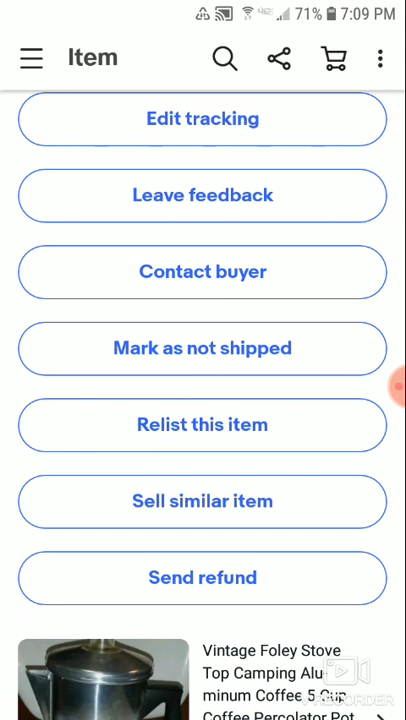 71% 7:09 PM
Item
Edit tracking
Leave feedback
Contact buyer
Mark as not shipped
Relist this item
Sell similar item
Send refund
Vintage Foley Stove
Top Camping Alu-
minum Coffee 5 Cup
Coffee Percolator Pot